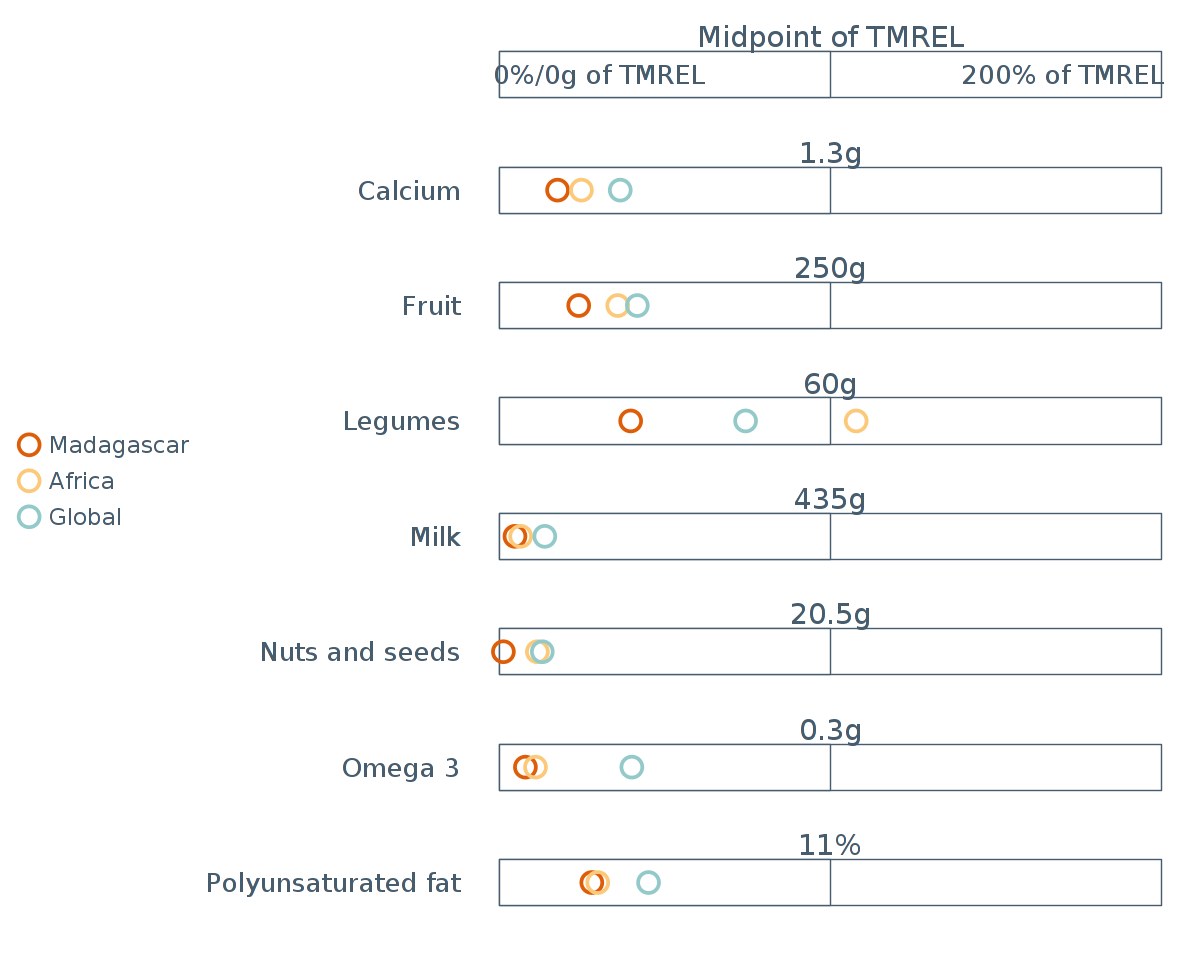 Midpoint of TMREL
0%/0g of TMREL
200% of TMREL
1.3g
Calcium
250g
Fruit
60g
Legumes
Madagascar
Africa
Global
435g
Milk
20.5g
Nuts and seeds
0.3g
Omega 3
11%
Polyunsaturated fat